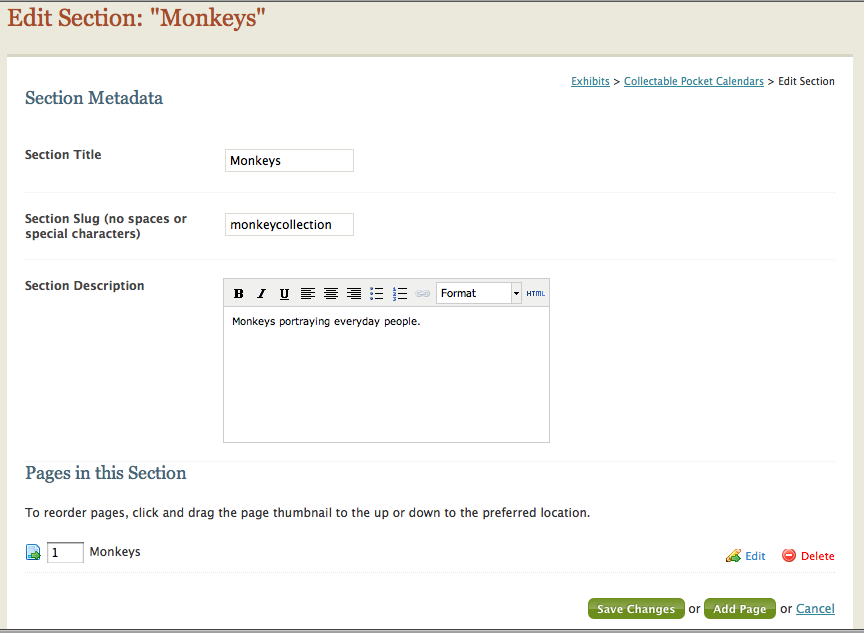 Edit Section: "Monkeys"
Exhibits > Collectable Pocket Calendars > Edit Section
Section Metadata
Section Title
Monkeys
Section Slug (no spaces or
special characters)
monkeycollection
Section Description
B I U Format HTML
Monkeys portraying everyday people.
Pages in this Section
To reorder pages, click and drag the page thumbnail to the up or down to the preferred location.
1 Monkeys Edit Delete
Save Changes or Add Page or Cancel